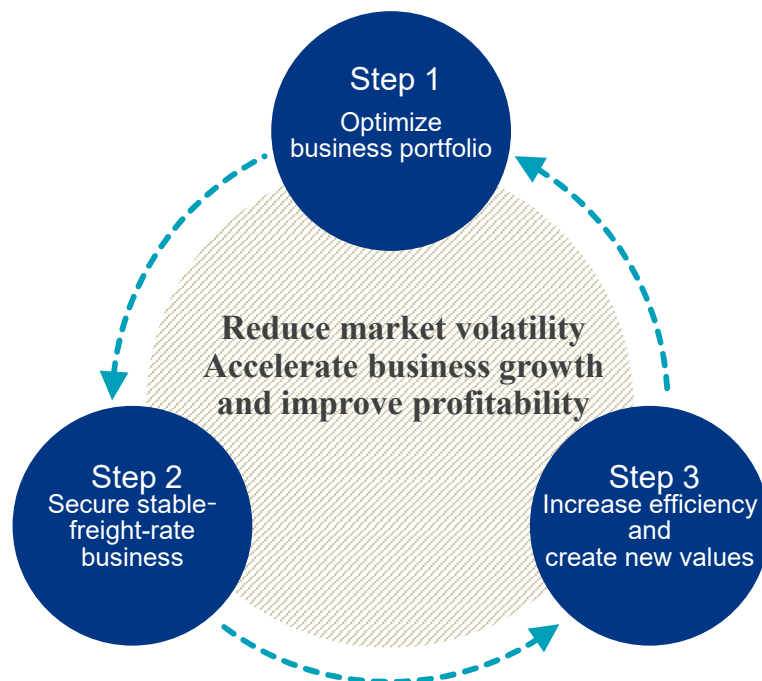 Step 1
Optimize
business portfolio
Reduce market volatility
Accelerate business growth
and improve profitability
Step 2
Secure stable-
freight-rate
business
Step 3
Increase efficiency
and
create new values